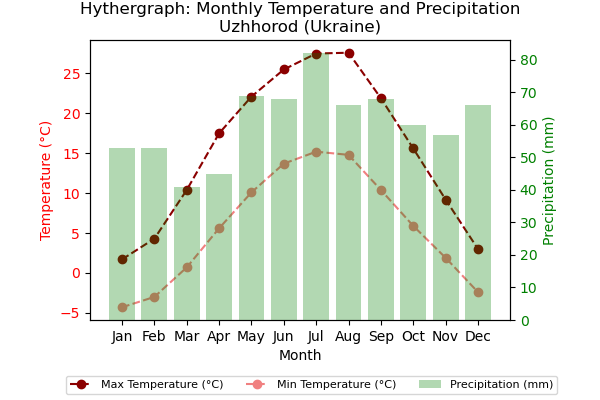 Hythergraph: Monthly Temperature and Precipitation
Uzhhorod (Ukraine)
Temperature (°C)
25
20
15
10
5
0
−5
80
70
60
50
40
30
20
10
0
Precipitation (mm)
Jan Feb Mar Apr May Jun Jul Aug Sep Oct Nov Dec
Month
Max Temperature (°C) Min Temperature (°C) Precipitation (mm)